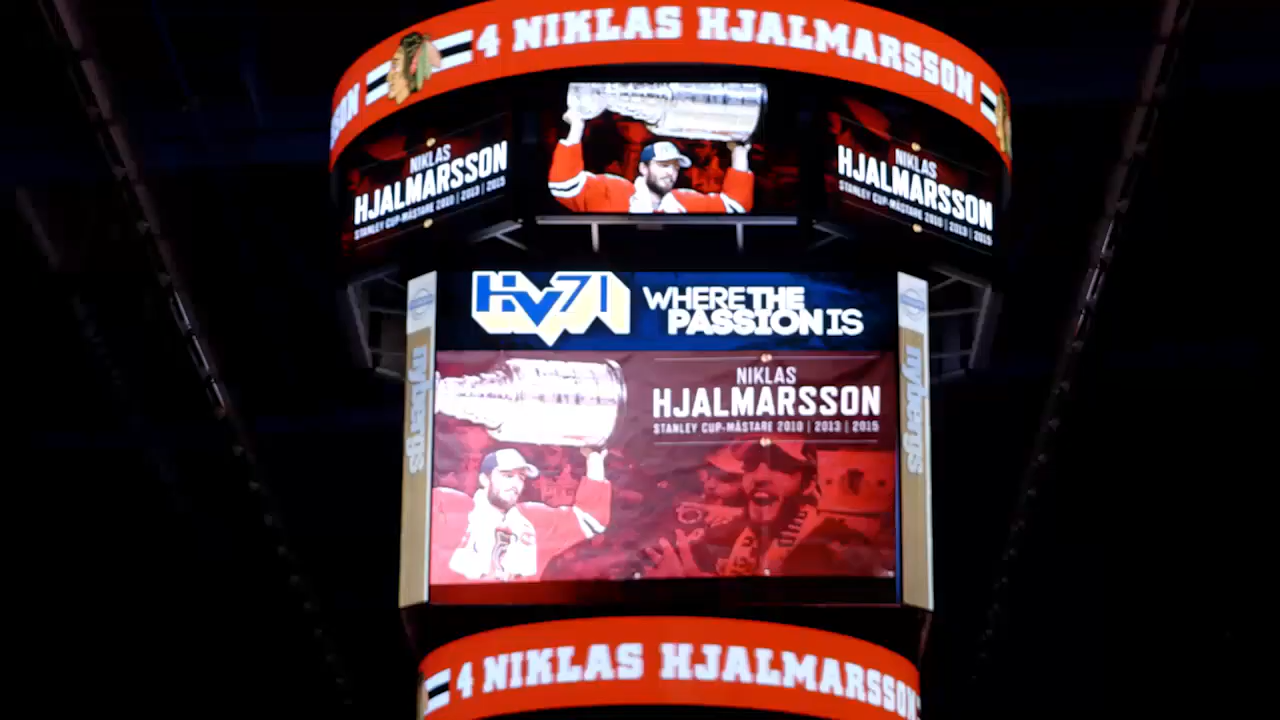 4 NIKLAS HJALMARSSON
SON
NIKLAS
HJALMARSSON
STANLEY CUP-MÄSTARE 2010 | 2013 | 2015
NIKLAS
HJALMARSSON
STANLEY CUP-MÄSTARE 2010 | 2013 | 2015
HV71
WHERE THE
PASSION IS
NIKLAS
HJALMARSSON
STANLEY CUP-MÄSTARE 2010 | 2013 | 2015
4 NIKLAS HJALMARSSON